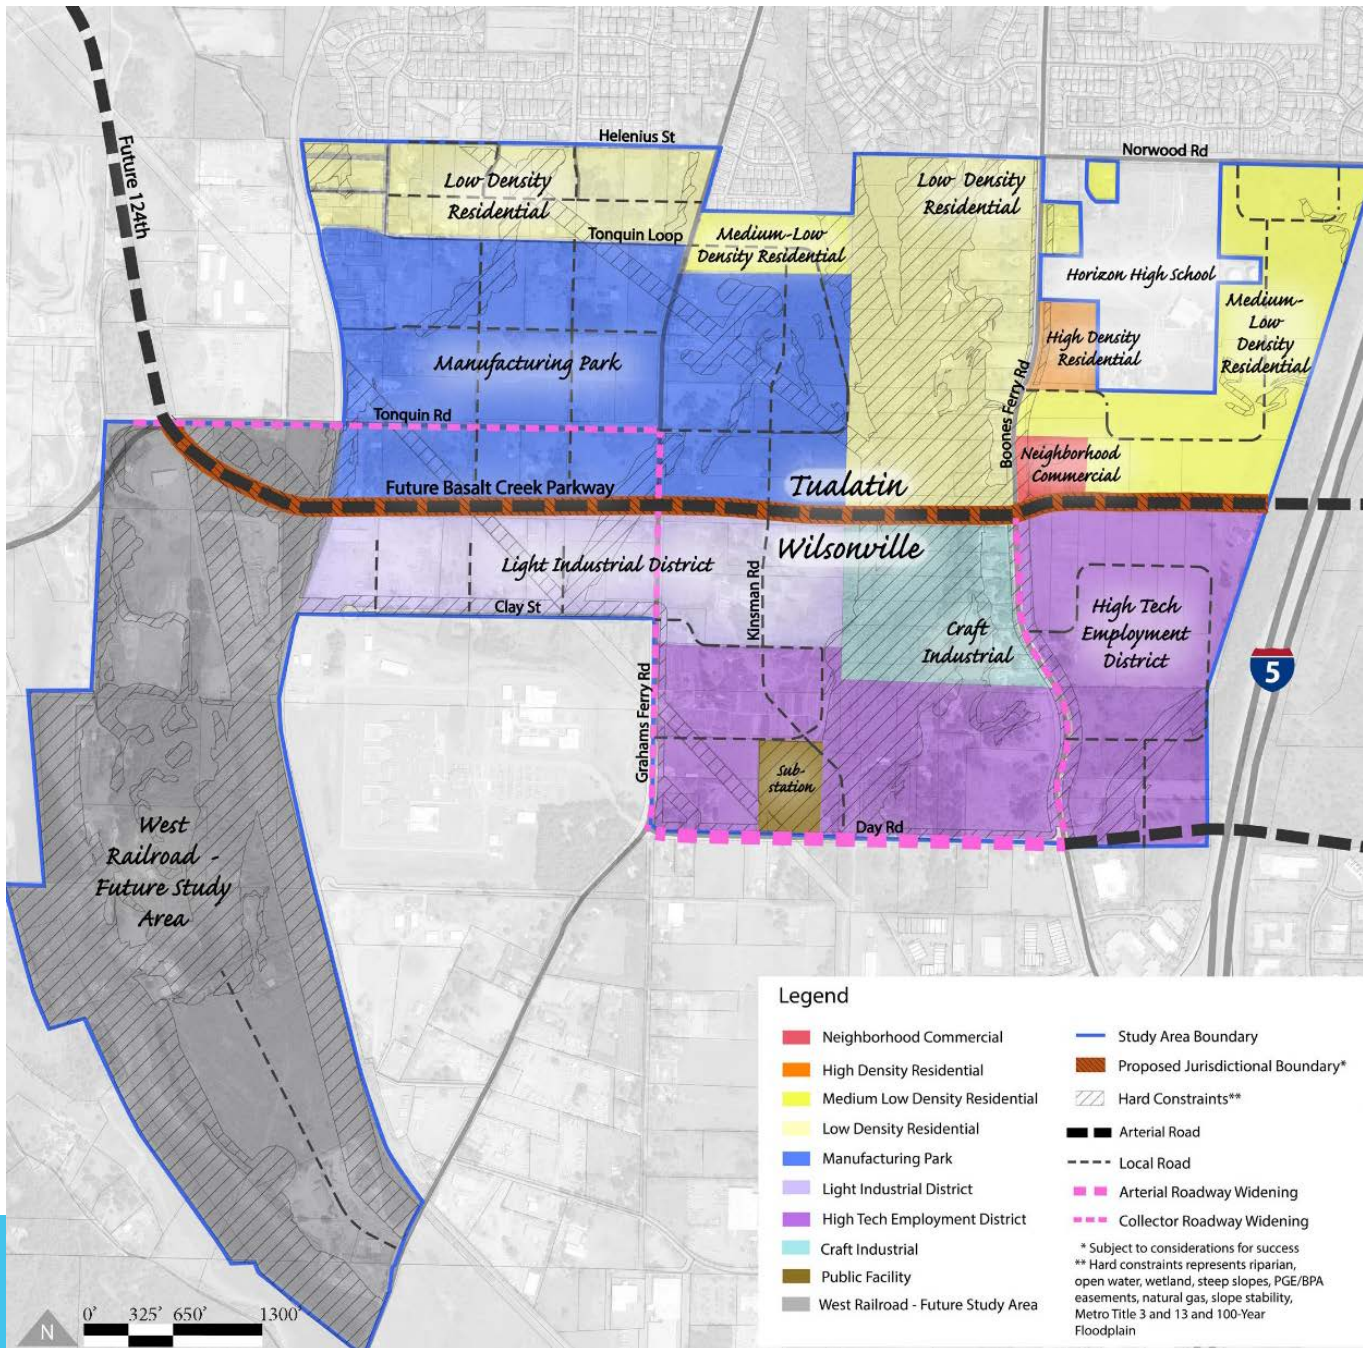 Helenius St
Norwood Rd
Future 124th
Low Density
Residential
Low Density
Residential
Tonquin Loop
Medium-Low
Density Residential
Horizon High School
Medium-
Low
Density
Residential
High Density
Residential
Manufacturing Park
Boones Ferry Rd
Tonquin Rd
Neighborhood
Commercial
Future Basalt Creek Parkway
Tualatin
Wilsonville
Light Industrial District
Kinsman Rd
Clay St
Craft
Industrial
High Tech
Employment
District
5
Grahams Ferry Rd
Sub-
station
Day Rd
West
Railroad -
Future Study
Area
Legend
Neighborhood Commercial
High Density Residential
Medium Low Density Residential
Low Density Residential
Manufacturing Park
Light Industrial District
High Tech Employment District
Craft Industrial
Public Facility
West Railroad - Future Study Area
Study Area Boundary
Proposed Jurisdictional Boundary*
Hard Constraints**
Arterial Road
Local Road
Arterial Roadway Widening
Collector Roadway Widening
* Subject to considerations for success
** Hard constraints represents riparian,
open water, wetland, steep slopes, PGE/BPA
easements, natural gas, slope stability,
Metro Title 3 and 13 and 100-Year
Floodplain
N
0' 325' 650' 1300'